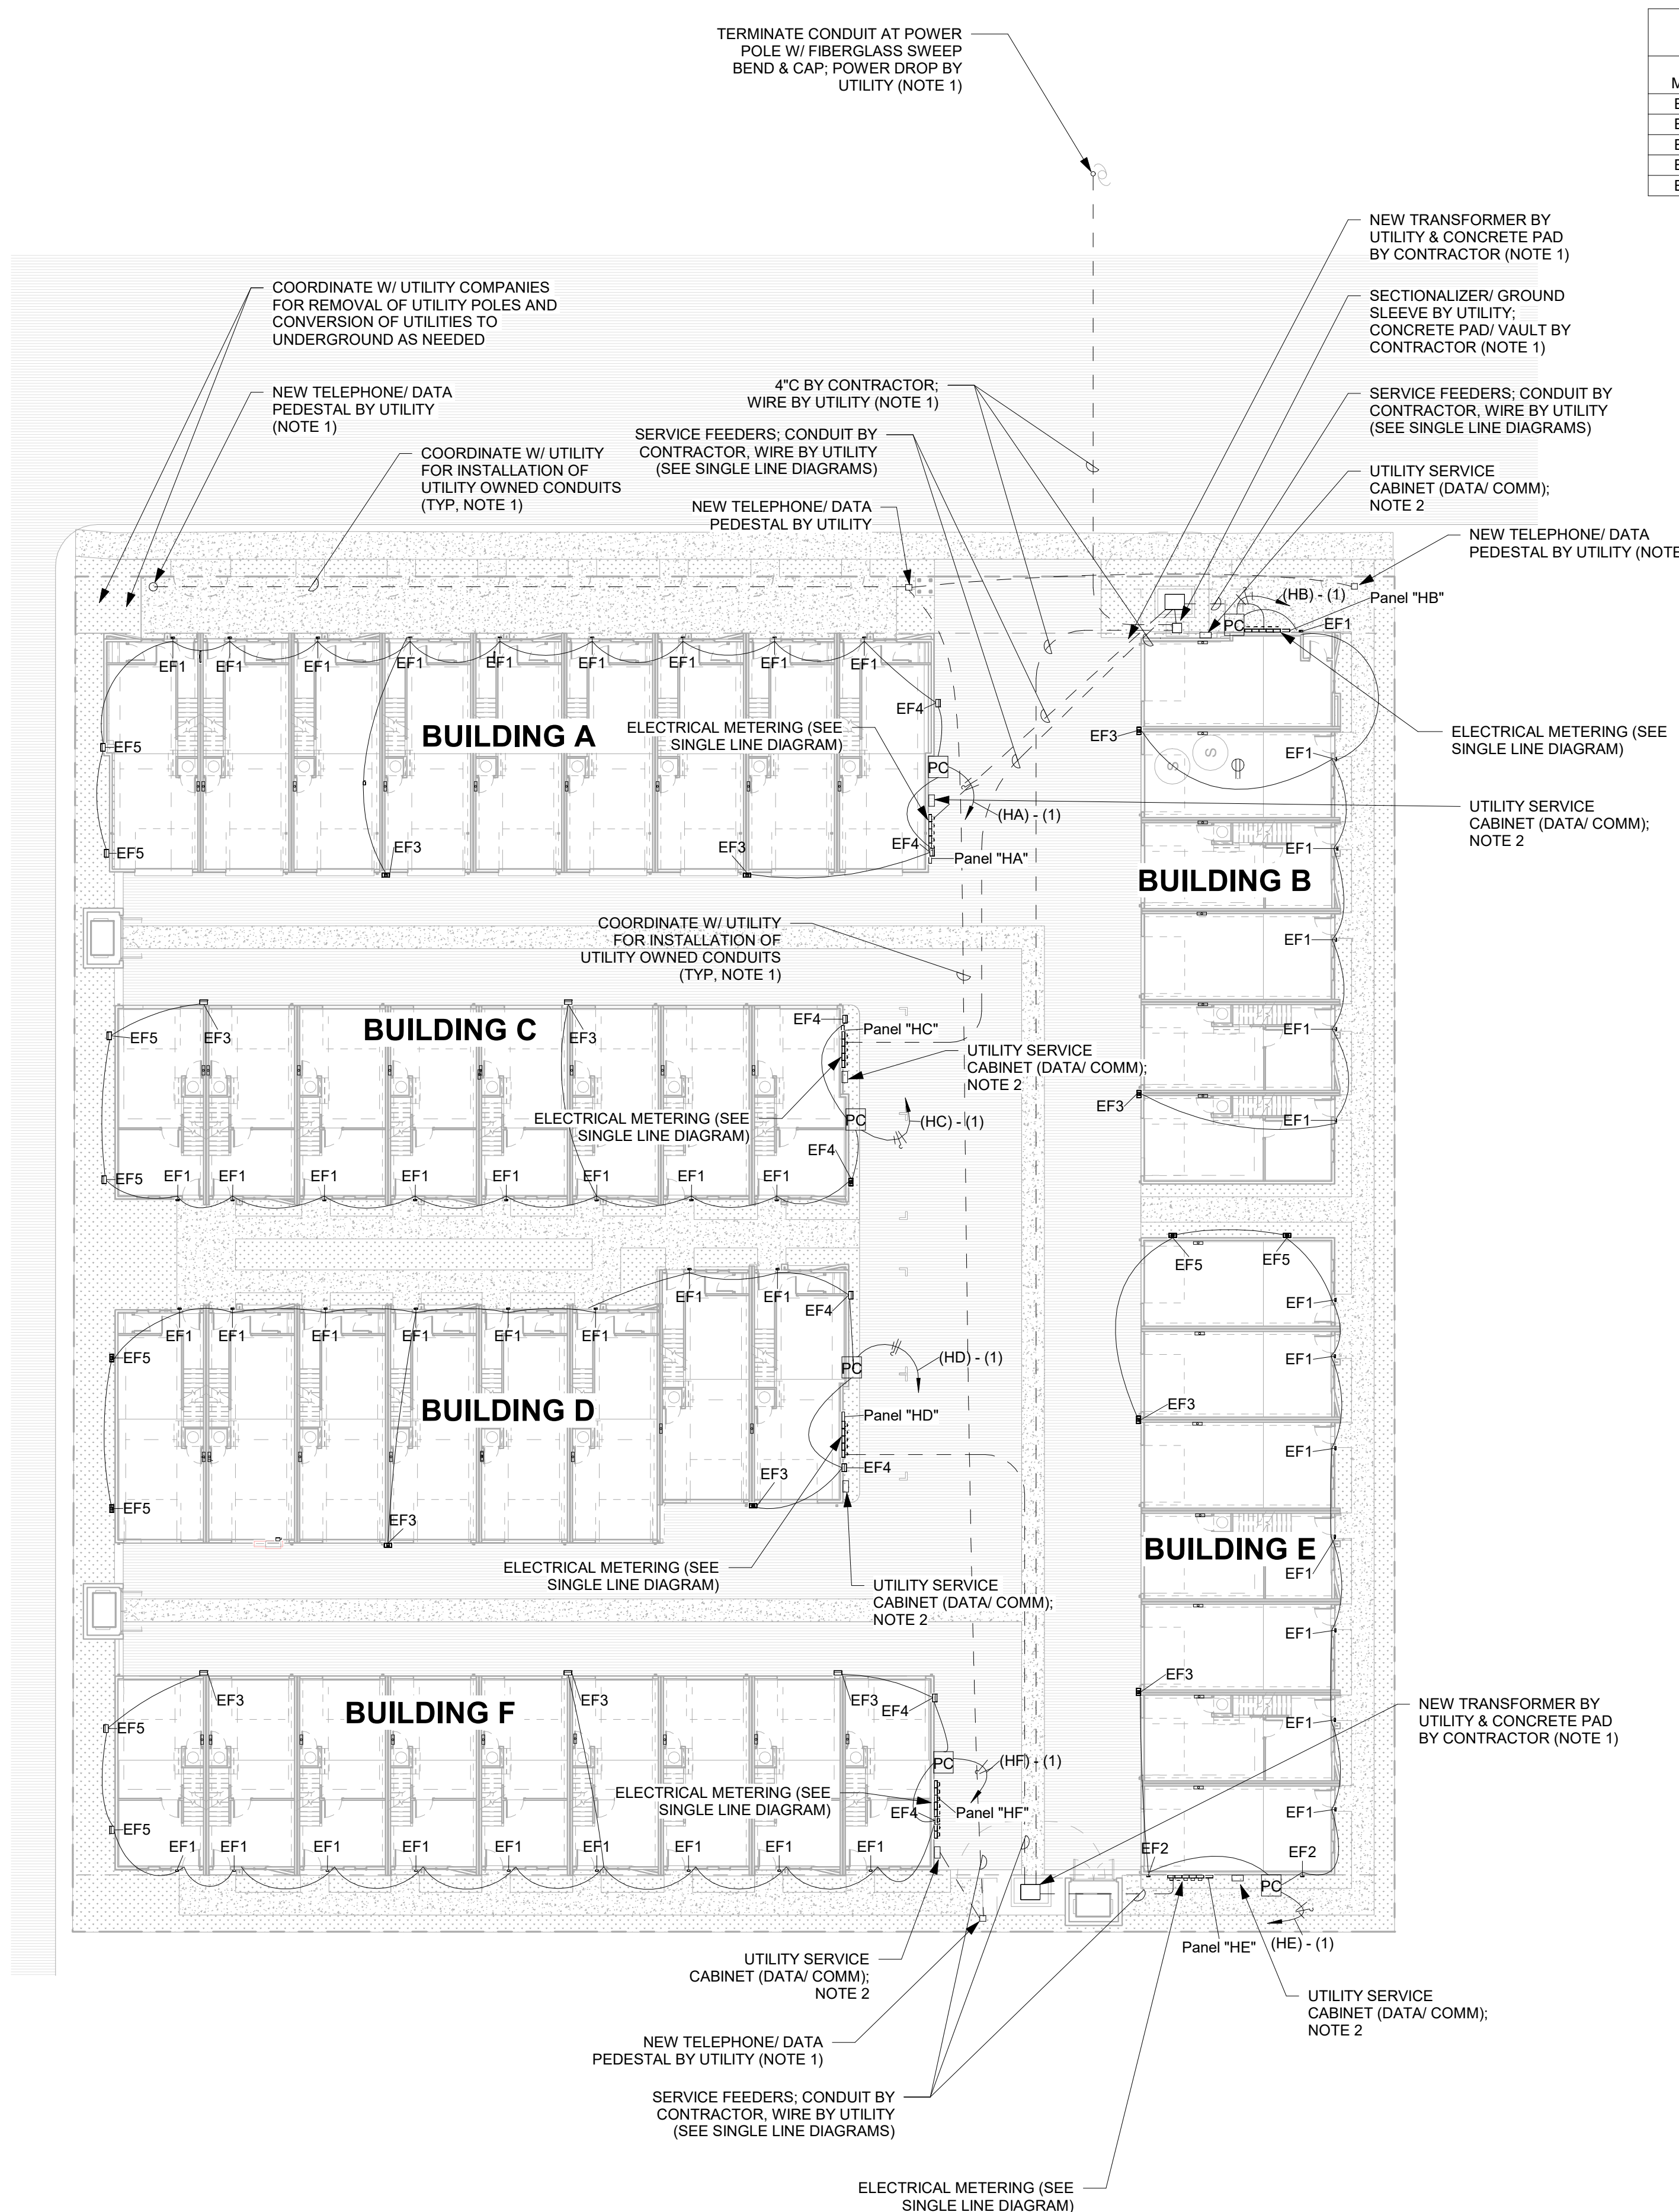 TERMINATE CONDUIT AT POWER
POLE W/ FIBERGLASS SWEEP
BEND & CAP; POWER DROP BY
UTILITY (NOTE 1)
NEW TRANSFORMER BY
UTILITY & CONCRETE PAD
BY CONTRACTOR (NOTE 1)
COORDINATE W/ UTILITY COMPANIES
FOR REMOVAL OF UTILITY POLES AND
CONVERSION OF UTILITIES TO
UNDERGROUND AS NEEDED
SECTIONALIZER/ GROUND
SLEEVE BY UTILITY;
CONCRETE PAD/ VAULT BY
CONTRACTOR (NOTE 1)
NEW TELEPHONE/ DATA
PEDESTAL BY UTILITY
(NOTE 1)
4"C BY CONTRACTOR;
WIRE BY UTILITY (NOTE 1)
SERVICE FEEDERS; CONDUIT BY
CONTRACTOR, WIRE BY UTILITY
(SEE SINGLE LINE DIAGRAMS)
SERVICE FEEDERS; CONDUIT BY
CONTRACTOR, WIRE BY UTILITY
(SEE SINGLE LINE DIAGRAMS)
COORDINATE W/ UTILITY
FOR INSTALLATION OF
UTILITY OWNED CONDUITS
(TYP, NOTE 1)
UTILITY SERVICE
CABINET (DATA/ COMM);
NOTE 2
NEW TELEPHONE/ DATA
PEDESTAL BY UTILITY
NEW TELEPHONE/ DATA
PEDESTAL BY UTILITY (NOTE
(HB) - (1)
Panel "HB"
PC
EF1
EF1
EF1
EF1
EF1
EF1
EF1
EF1
EF1
EF1
EF4
BUILDING A
ELECTRICAL METERING (SEE
SINGLE LINE DIAGRAM)
EF5
EF3
S
S
EF1
ELECTRICAL METERING (SEE
SINGLE LINE DIAGRAM)
PC
(HA) - (1)
UTILITY SERVICE
CABINET (DATA/ COMM);
NOTE 2
EF5
EF3
EF3
EF4
Panel "HA"
EF1
BUILDING B
COORDINATE W/ UTILITY
FOR INSTALLATION OF
UTILITY OWNED CONDUITS
(TYP, NOTE 1)
EF1
BUILDING C
EF5
EF3
EF3
EF4
Panel "HC"
EF1
UTILITY SERVICE
CABINET (DATA/ COMM);
NOTE 2
ELECTRICAL METERING (SEE
SINGLE LINE DIAGRAM)
PC
(HC) - (1)
EF3
EF1
EF4
EF5
EF1
EF1
EF1
EF1
EF1
EF1
EF1
EF1
EF5
EF5
EF1
EF1
EF4
EF1
EF1
EF1
EF1
EF1
EF1
EF1
EF5
PC
(HD) - (1)
EF1
BUILDING D
Panel "HD"
EF3
EF1
EF3
EF4
EF5
EF3
BUILDING E
EF1
ELECTRICAL METERING (SEE
SINGLE LINE DIAGRAM)
UTILITY SERVICE
CABINET (DATA/ COMM);
NOTE 2
EF1
EF3
BUILDING F
EF3
EF3
EF3
EF4
EF5
EF1
NEW TRANSFORMER BY
UTILITY & CONCRETE PAD
BY CONTRACTOR (NOTE 1)
PC
(HF) - (1)
ELECTRICAL METERING (SEE
SINGLE LINE DIAGRAM)
EF4
Panel "HF"
EF1
EF5
EF1
EF1
EF1
EF1
EF1
EF1
EF1
EF1
EF1
EF2
EF2
PC
Panel "HE"
(HE) - (1)
UTILITY SERVICE
CABINET (DATA/ COMM);
NOTE 2
UTILITY SERVICE
CABINET (DATA/ COMM);
NOTE 2
NEW TELEPHONE/ DATA
PEDESTAL BY UTILITY (NOTE 1)
SERVICE FEEDERS; CONDUIT BY
CONTRACTOR, WIRE BY UTILITY
(SEE SINGLE LINE DIAGRAMS)
ELECTRICAL METERING (SEE
SINGLE LINE DIAGRAM)